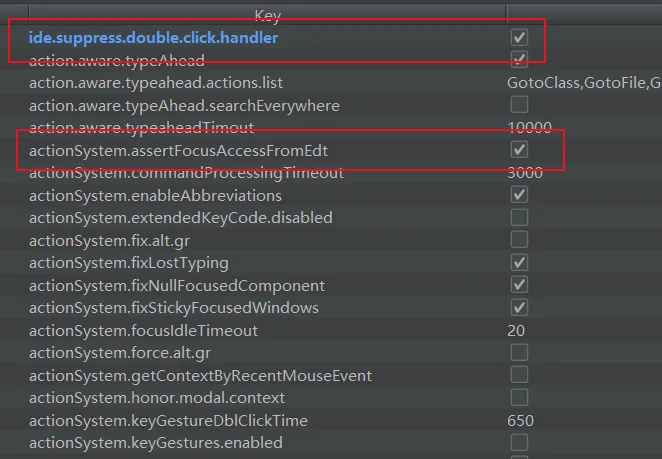 Key
ide.suppress.double.click.handler
action.aware.typeAhead
action.aware.typeahead.actions.list GotoClass,GotoFile,G
action.aware.typeAhead.searchEverywhere
action.aware.typeaheadTimout 10000
actionSystem.assertFocusAccessFromEdt
actionSystem.commandProcessingTimeout 3000
actionSystem.enableAbbreviations
actionSystem.extendedKeyCode.disabled
actionSystem.fix.alt.gr
actionSystem.fixLostTyping
actionSystem.fixNullFocusedComponent
actionSystem.fixStickyFocusedWindows
actionSystem.focusIdleTimeout 20
actionSystem.force.alt.gr
actionSystem.getContextByRecentMouseEvent
actionSystem.honor.modal.context
actionSystem.keyGestureDblClickTime 650
actionSystem.keyGestures.enabled